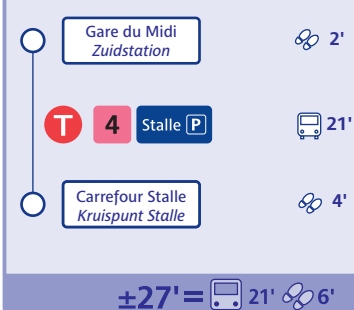 Gare du Midi
Zuidstation
2'
T 4 Stalle P
21'
Carrefour Stalle
Kruispunt Stalle
4'
±27'= 21' 6'